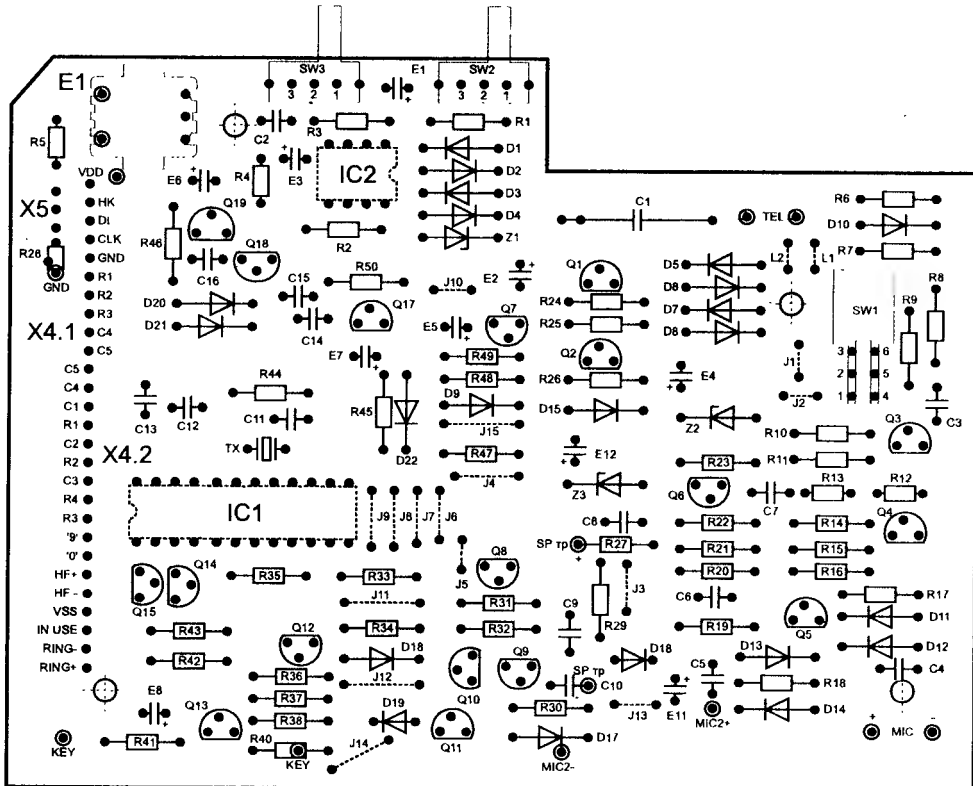 SW3
E1
SW2
E1
3 2 1
3 2 1
R5
C2
R3
R1
D1
VDD
E6
R4
E3
IC2
D2
X5
HK
Q19
D3
C1
TEL
R6
DI
D4
D10
R26
CLK
R46
Q18
R2
Z1
R7
GND
GND
C16
L2
L1
R1
R50
J10
E2
Q1
D5
R8
R2
D20
C15
D8
R9
R3
X4.1
D21
C14
Q17
E5
Q7
R24
D7
SW1
C4
R25
D8
C5
E7
R49
Q2
3 6
C5
R48
R26
E4
J1
2 5
C4
R44
D9
J2
1 4
C1
C13
C12
C11
R45
D15
C3
R1
J15
Z2
Q3
C2
X4.2
TX
D22
R47
E12
R10
R2
R23
R11
C3
J4
Z3
Q6
C7
R13
R12
R4
IC1
J9
J8
J7
J6
C8
R22
R14
Q4
R3
'9'
SP тр
R27
R21
R15
'0'
J5
Q8
R20
R16
HF+
Q15
Q14
R35
R33
J3
HF -
J11
R31
C6
R17
VSS
R29
D11
IN USE
R43
R34
R32
C9
R19
Q5
RING-
Q12
D18
D18
D13
D12
RING+
R42
R36
J12
Q10
Q9
SP тр
C10
C5
R18
C4
E8
Q13
R37
D19
R30
J13
E11
MIC2+
D14
R38
Q11
+ MIC -
KEY
R41
R40
KEY
J14
D17
MIC2-